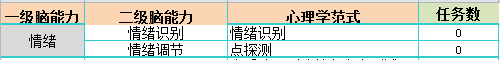 一级脑能力 二级脑能力 心理学范式 任务数
情绪 情绪识别 情绪识别 0
情绪调节 点探测 0